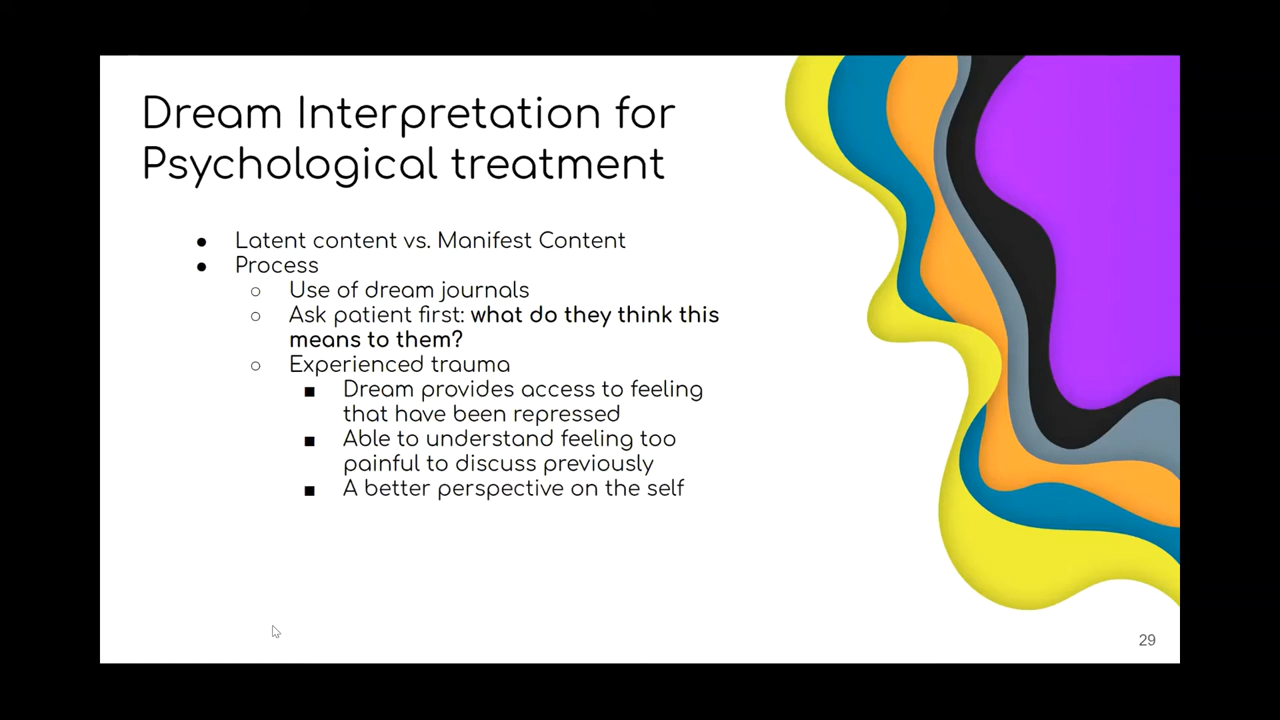 Dream Interpretation for
Psychological treatment
● Latent content vs. Manifest Content
● Process
○ Use of dream journals
○ Ask patient first: what do they think this
means to them?
○ Experienced trauma
■ Dream provides access to feeling
that have been repressed
■ Able to understand feeling too
painful to discuss previously
■ A better perspective on the self
29